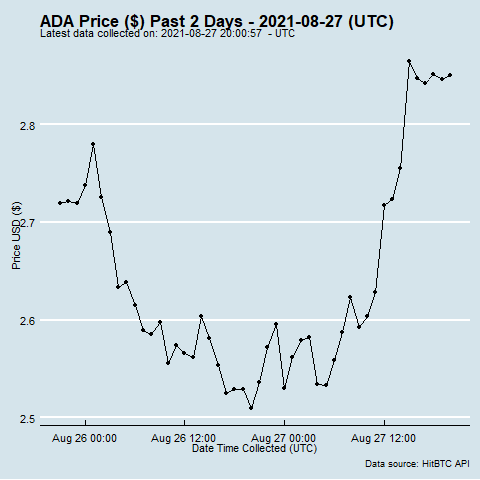 ADA Price ($) Past 2 Days - 2021-08-27 (UTC)
Latest data collected on: 2021-08-27 20:00:57 - UTC
2.8
2.7
2.6
2.5
Price USD ($)
Aug 26 00:00 Aug 26 12:00 Aug 27 00:00 Aug 27 12:00
Date Time Collected (UTC)
Data source: HitBTC API